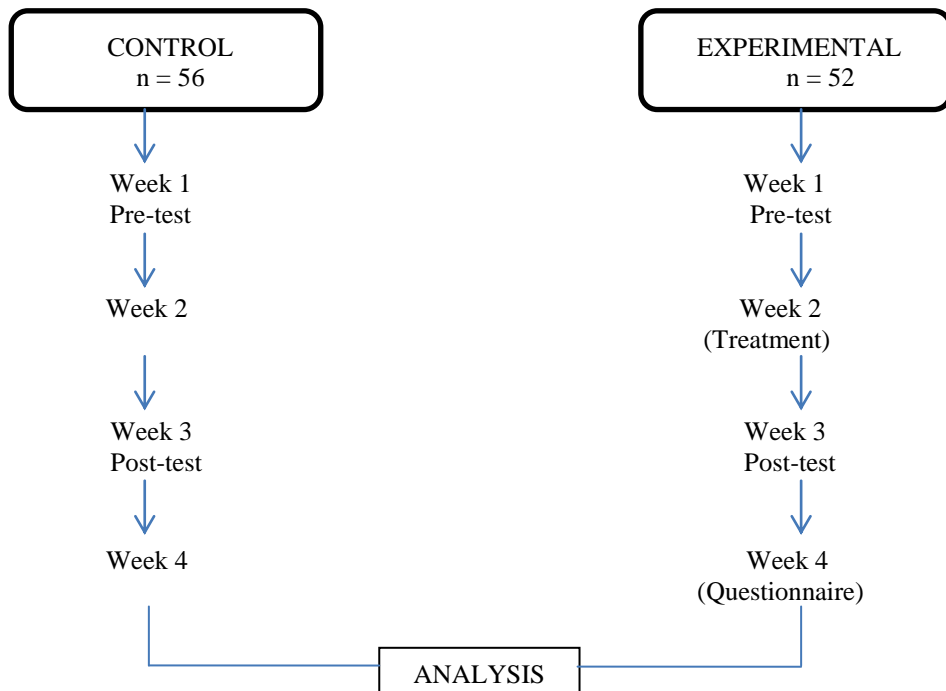 CONTROL
n = 56
Week 1
Pre-test
Week 2
Week 3
Post-test
Week 4
EXPERIMENTAL
n = 52
Week 1
Pre-test
Week 2
(Treatment)
Week 3
Post-test
Week 4
(Questionnaire)
ANALYSIS